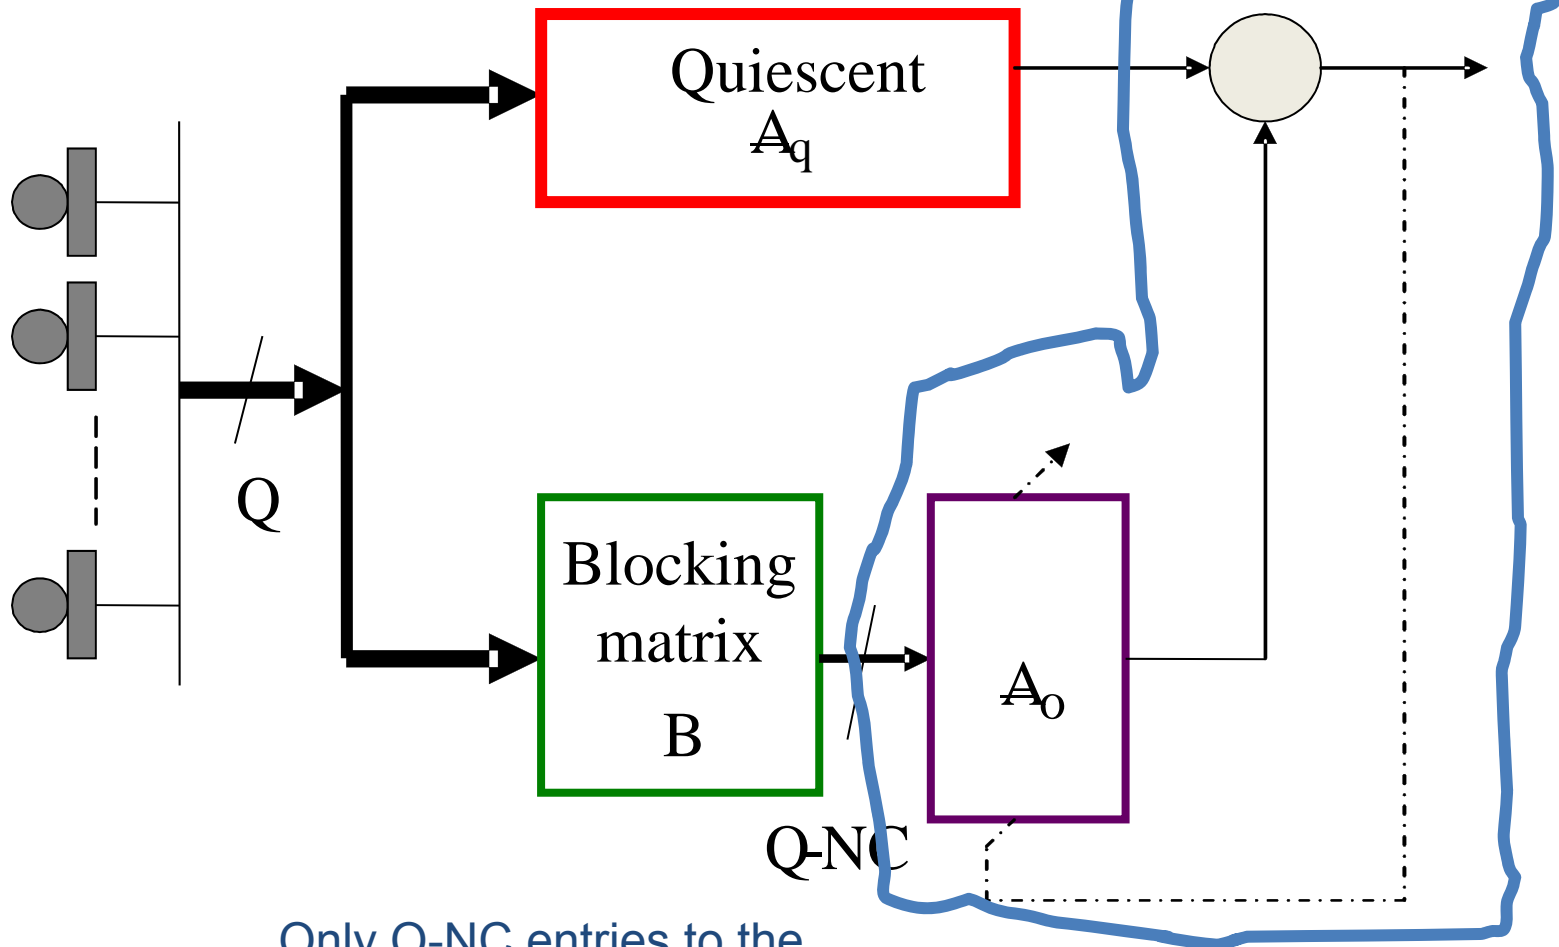 Quiescent
Aq
Q
Blocking
matrix
B
Ao
Q-NC
Only Q-NC entries to the